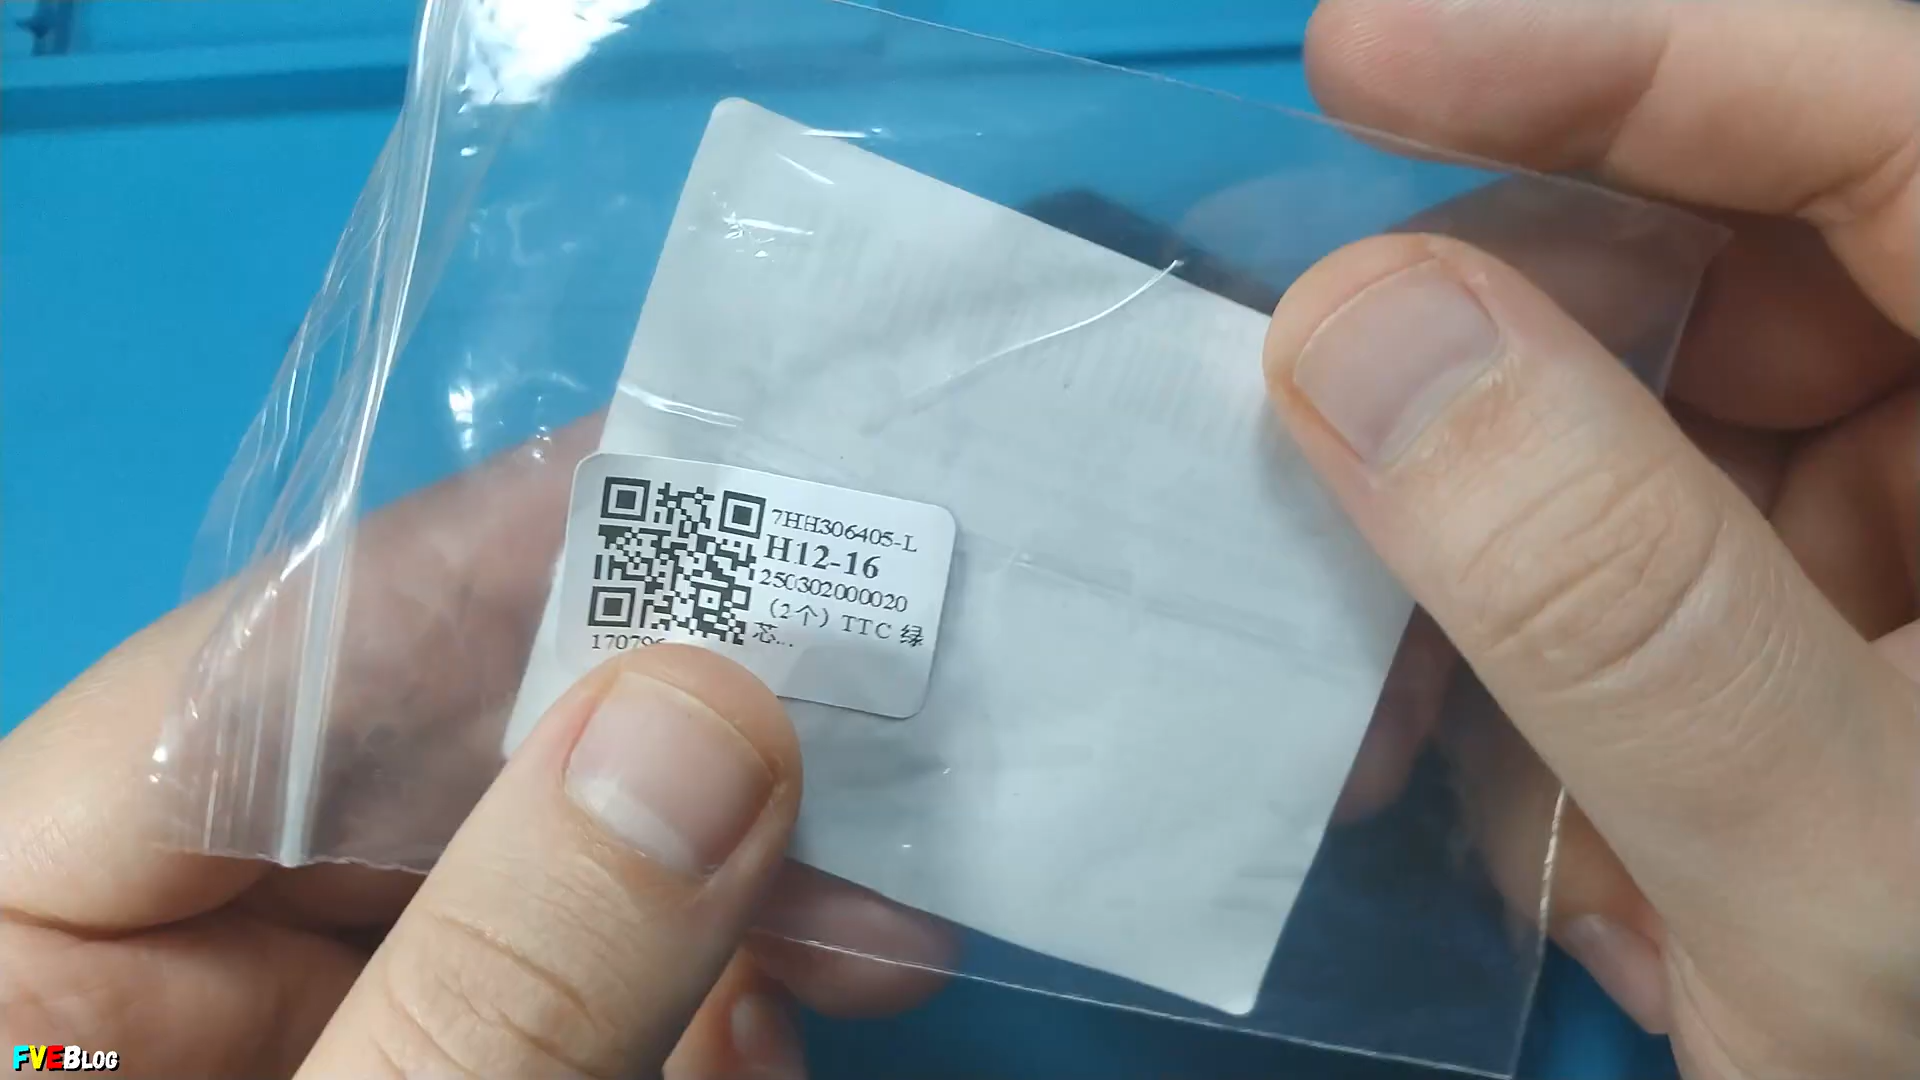 7HH306405-L
H12-16
250302000020
（2个）TTC 绿
芯...
FVEBLOG